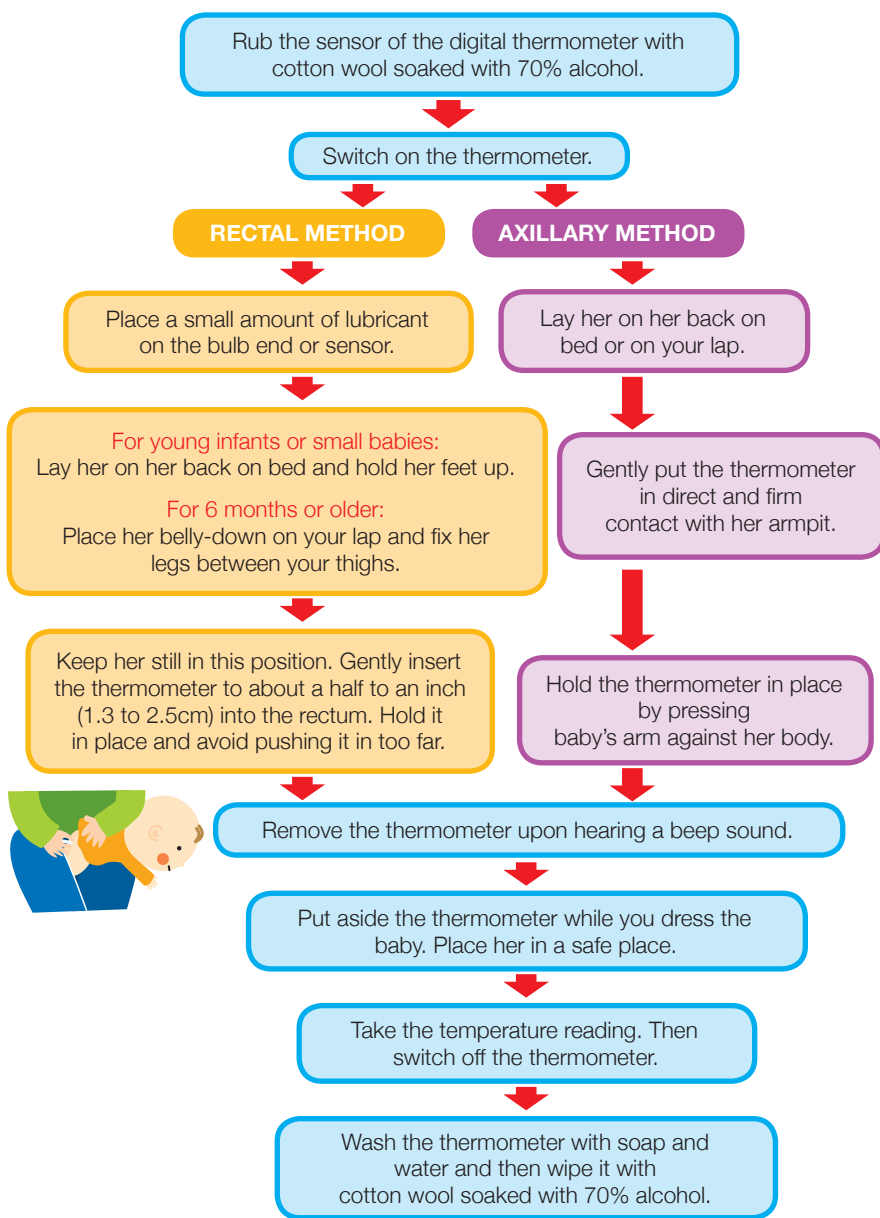 Rub the sensor of the digital thermometer with
cotton wool soaked with 70% alcohol.
Switch on the thermometer.
RECTAL METHOD
Place a small amount of lubricant
on the bulb end or sensor.
For young infants or small babies:
Lay her on her back on bed and hold her feet up.
For 6 months or older:
Place her belly-down on your lap and fix her
legs between your thighs.
Keep her still in this position. Gently insert
the thermometer to about a half to an inch
(1.3 to 2.5cm) into the rectum. Hold it
in place and avoid pushing it in too far.
AXILLARY METHOD
Lay her on her back on
bed or on your lap.
Gently put the thermometer
in direct and firm
contact with her armpit.
Hold the thermometer in place
by pressing
baby’s arm against her body.
Remove the thermometer upon hearing a beep sound.
Put aside the thermometer while you dress the
baby. Place her in a safe place.
Take the temperature reading. Then
switch off the thermometer.
Wash the thermometer with soap and
water and then wipe it with
cotton wool soaked with 70% alcohol.